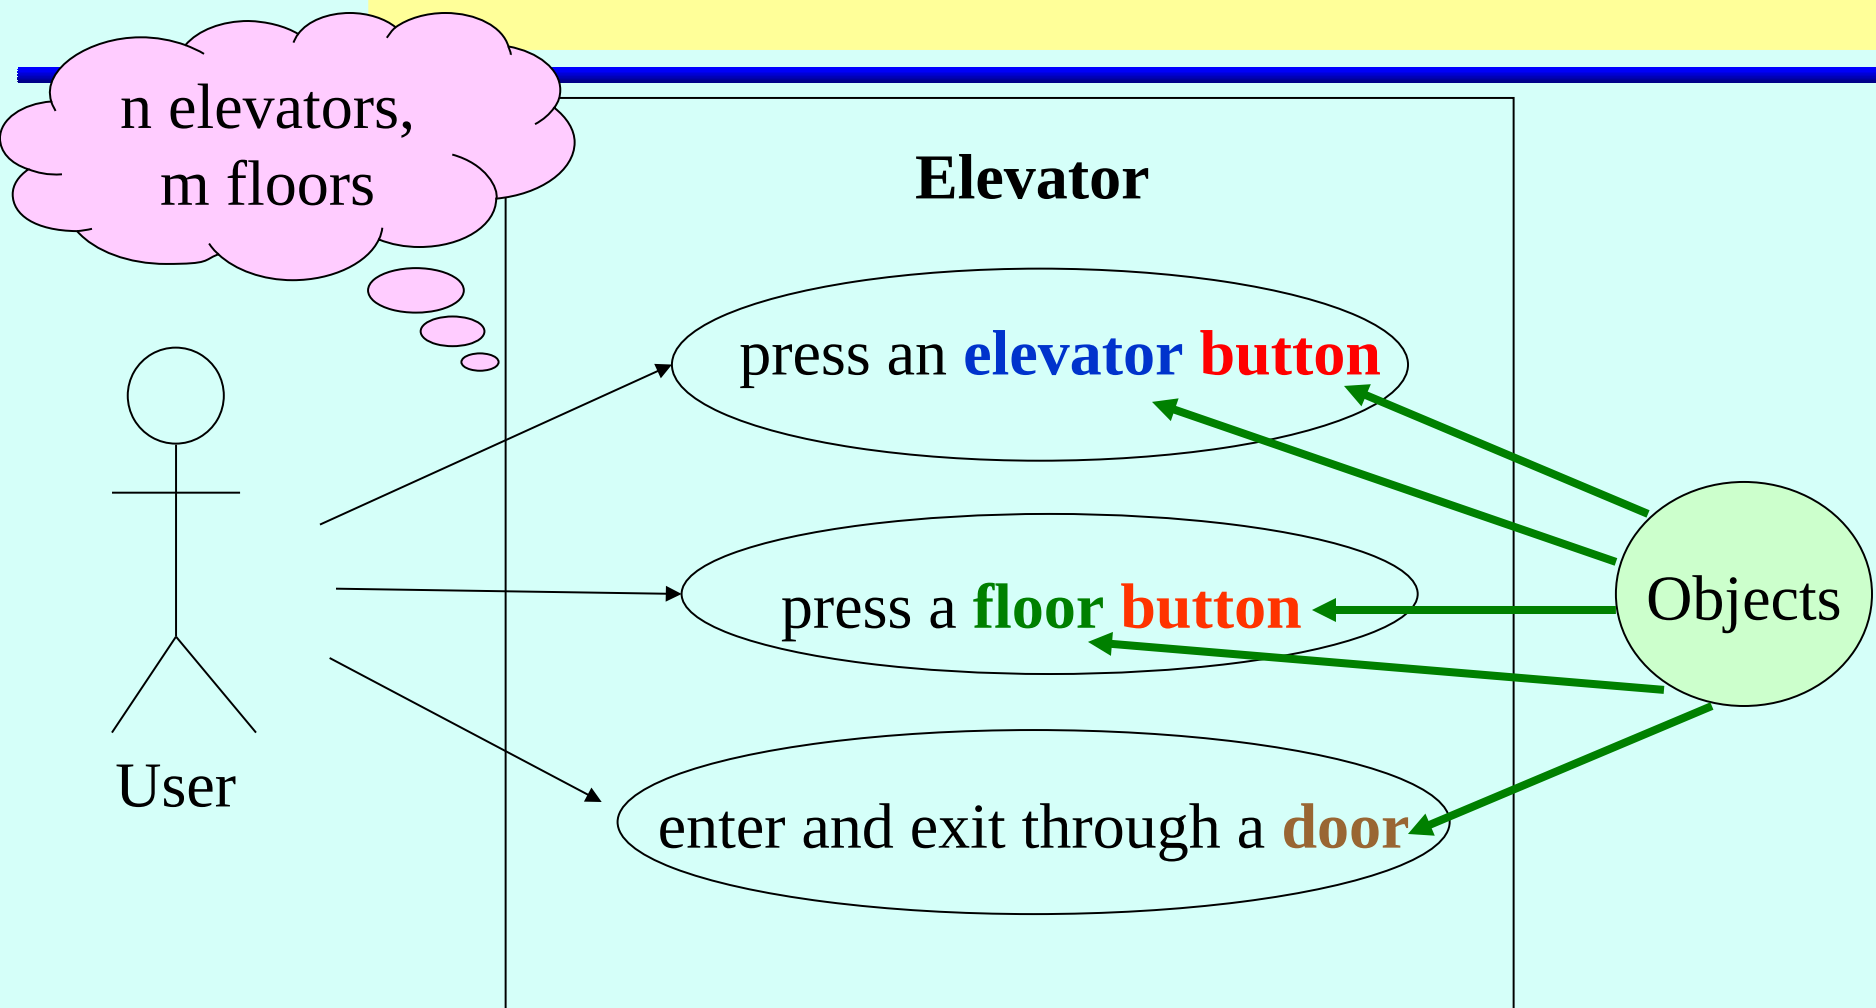 n elevators,
m floors
Elevator
press an elevator button
press a floor button
Objects
User
enter and exit through a door